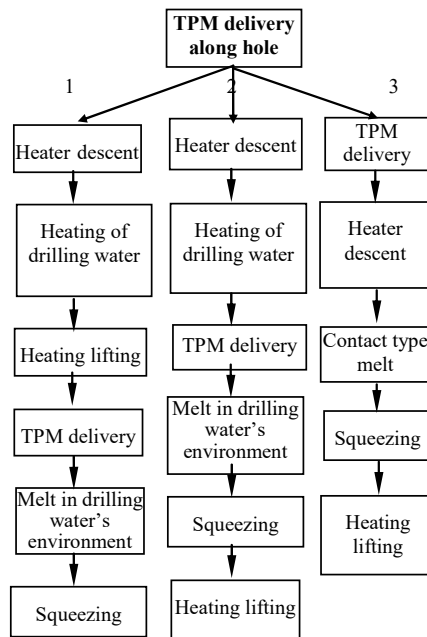 TPM delivery
along hole
1
2
3
Heater descent
Heating of
drilling water
Heating lifting
TPM delivery
Melt in drilling
water's
environment
Squeezing
Heater descent
Heating of
drilling water
TPM delivery
Melt in drilling
water's
environment
Squeezing
Heating lifting
TPM
delivery
Heater
descent
Contact type
melt
Squeezing
Heating
lifting